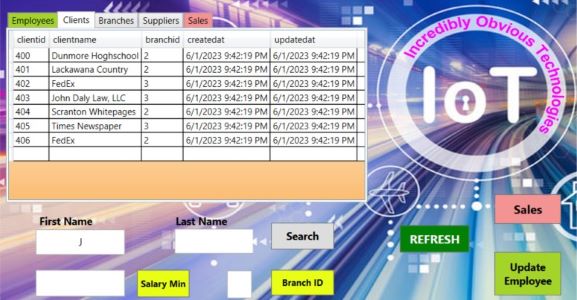 Employees Clients Branches Suppliers Sales
clientid clientname branchid createdat updatedat
400 Dunmore Hoghschool 2 6/1/2023 9:42:19 PM 6/1/2023 9:42:19 PM
401 Lackawana Country 2 6/1/2023 9:42:19 PM 6/1/2023 9:42:19 PM
402 FedEx 3 6/1/2023 9:42:19 PM 6/1/2023 9:42:19 PM
403 John Daly Law, LLC 3 6/1/2023 9:42:19 PM 6/1/2023 9:42:19 PM
404 Scranton Whitepages 2 6/1/2023 9:42:19 PM 6/1/2023 9:42:19 PM
405 Times Newspaper 3 6/1/2023 9:42:19 PM 6/1/2023 9:42:19 PM
406 FedEx 2 6/1/2023 9:42:19 PM 6/1/2023 9:42:19 PM
Incredibly Obvious Technologies
IoT
First Name
Last Name
J
Search
REFRESH
Sales
Salary Min
Branch ID
Update
Employee